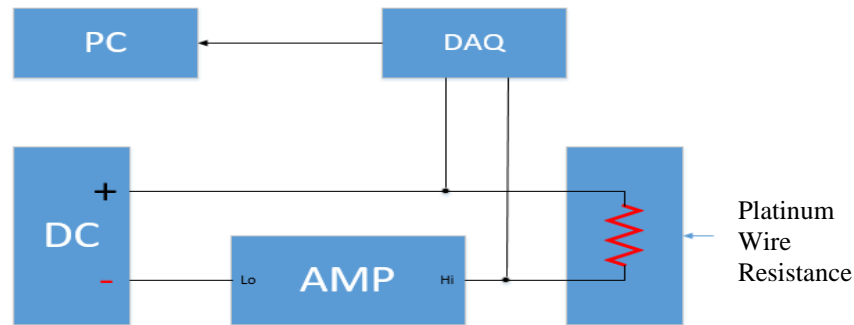 PC
DAQ
+
DC
-
Lo
AMP
Hi
Platinum
Wire
Resistance